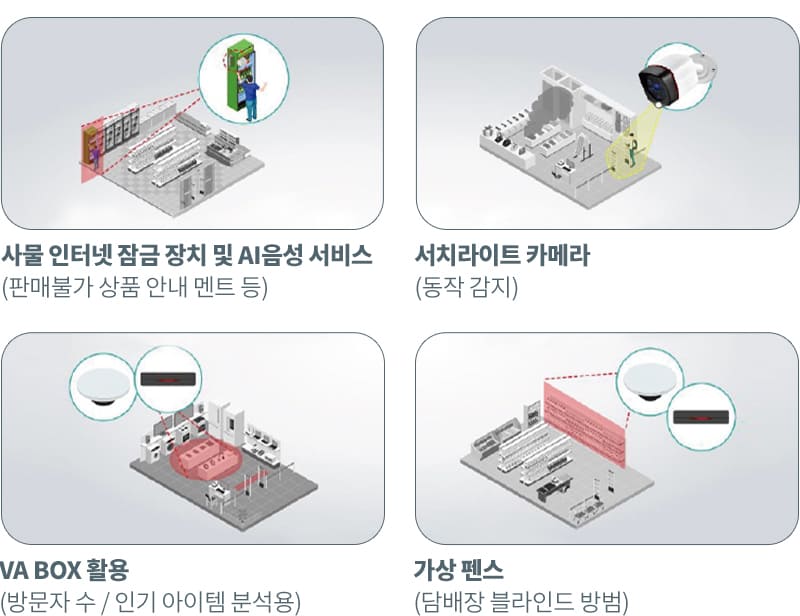 사물 인터넷 잠금 장치 및 AI음성 서비스
(판매불가 상품 안내 멘트 등)
서치라이트 카메라
(동작 감지)
VA BOX 활용
(방문자 수 / 인기 아이템 분석용)
가상 펜스
(담배장 블라인드 방범)